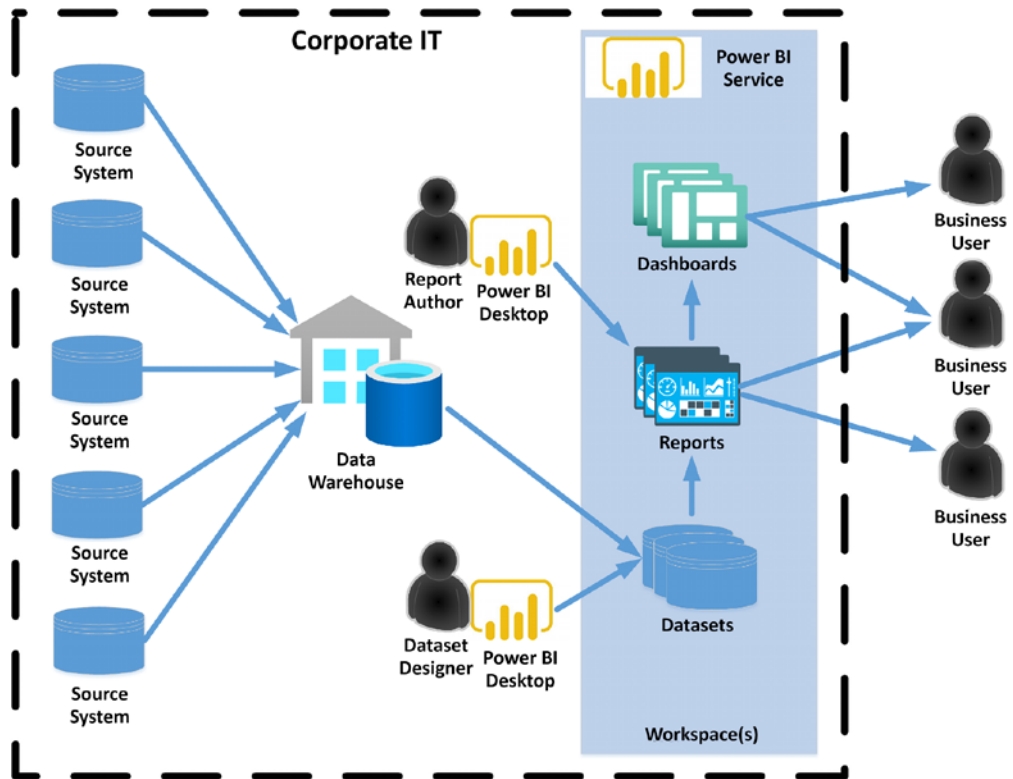 Corporate IT
Power BI
Service
Source
System
Source
System
Source
System
Source
System
Source
System
Data
Warehouse
Report
Author
Power BI
Desktop
Dataset
Designer
Power BI
Desktop
Dashboards
Reports
Datasets
Workspace(s)
Business
User
Business
User
Business
User